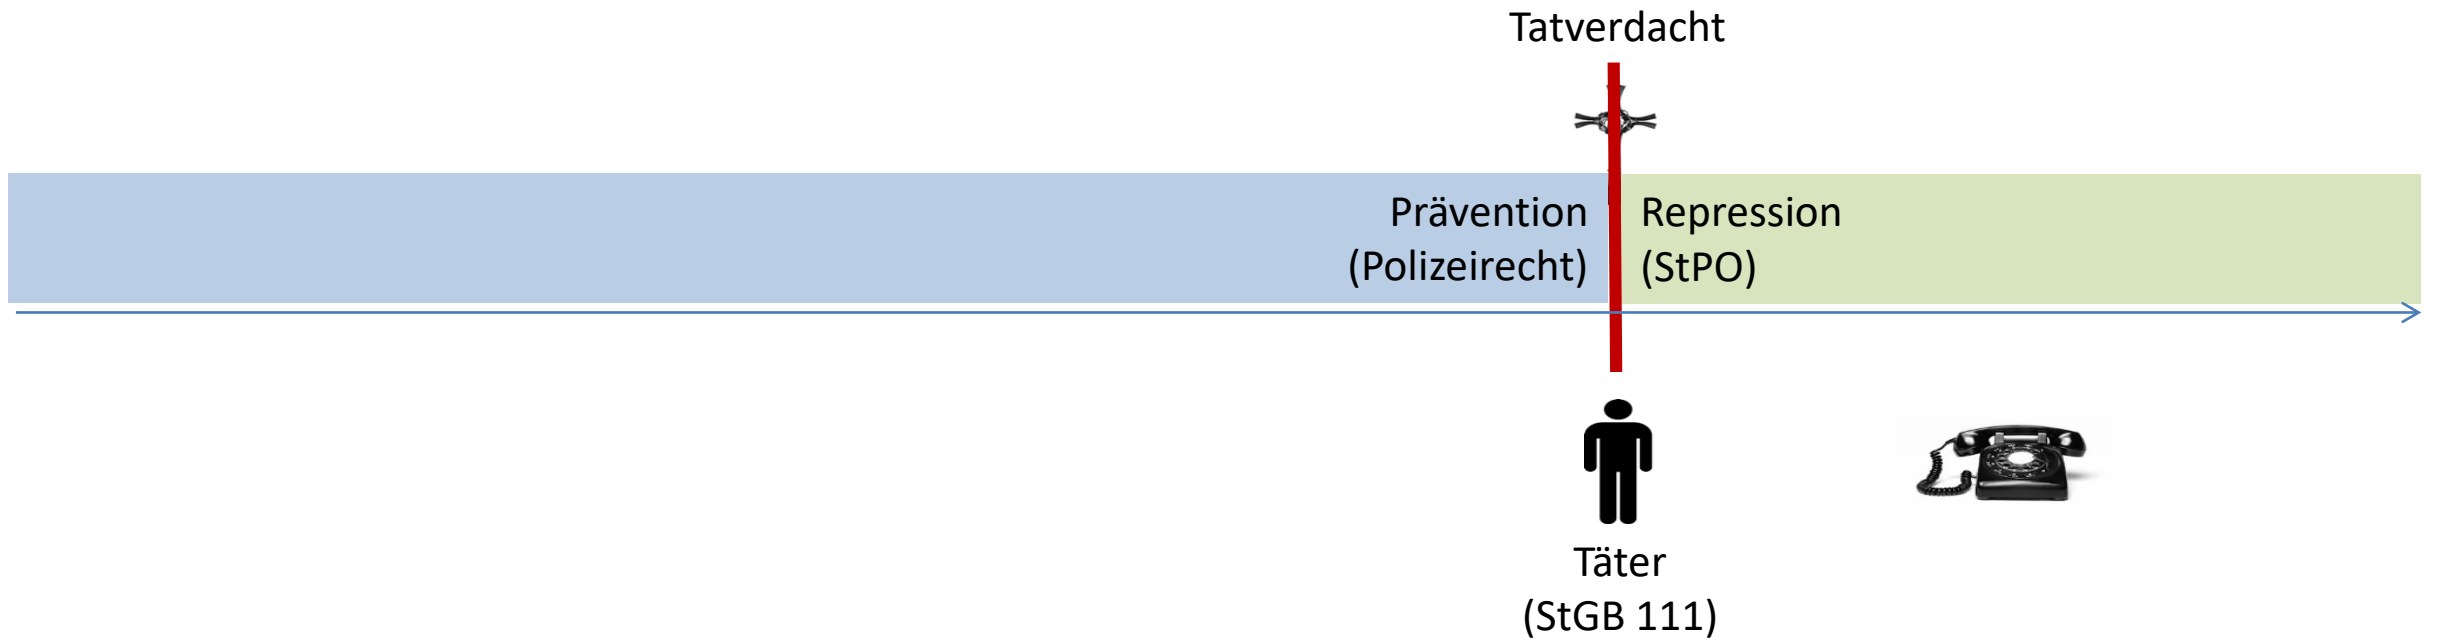 Tatverdacht
Prävention
(Polizeirecht)
Repression
(StPO)
Täter
(StGB 111)